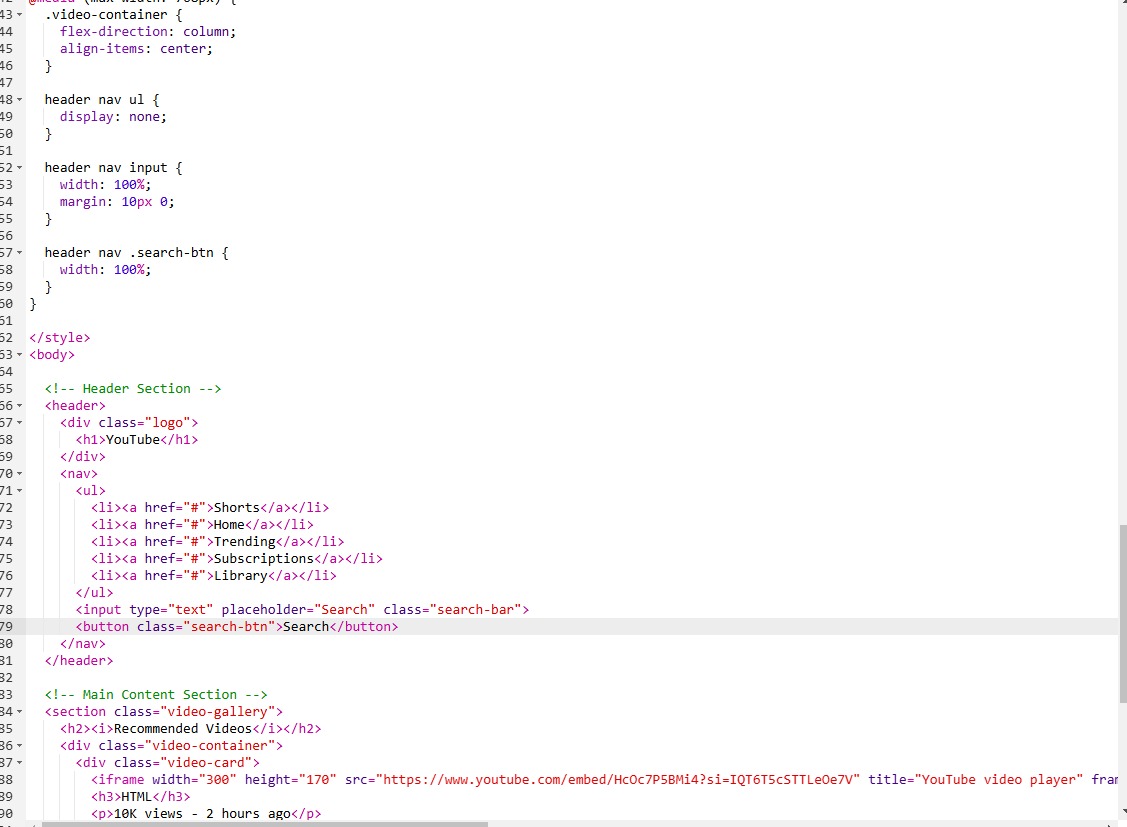 @media (max-width: 768px) {
43 .video-container {
44 flex-direction: column;
45 align-items: center;
46 }
47
48 header nav ul {
49 display: none;
50 }
51
52 header nav input {
53 width: 100%;
54 margin: 10px 0;
55 }
56
57 header nav .search-btn {
58 width: 100%;
59 }
60 }
61
62 </style>
63 <body>
64
65 <!-- Header Section -->
66 <header>
67 <div class="logo">
68 <h1>YouTube</h1>
69 </div>
70 <nav>
71 <ul>
72 <li><a href="#">Shorts</a></li>
73 <li><a href="#">Home</a></li>
74 <li><a href="#">Trending</a></li>
75 <li><a href="#">Subscriptions</a></li>
76 <li><a href="#">Library</a></li>
77 </ul>
78 <input type="text" placeholder="Search" class="search-bar">
79 <button class="search-btn">Search</button>
80 </nav>
81 </header>
82
83 <!-- Main Content Section -->
84 <section class="video-gallery">
85 <h2><i>Recommended Videos</i></h2>
86 <div class="video-container">
87 <div class="video-card">
88 <iframe width="300" height="170" src="https://www.youtube.com/embed/HcOc7P5BMi4?si=IQT6T5cSTTLeOe7V" title="YouTube video player" fram
89 <h3>HTML</h3>
90 <p>10K views - 2 hours ago</p>